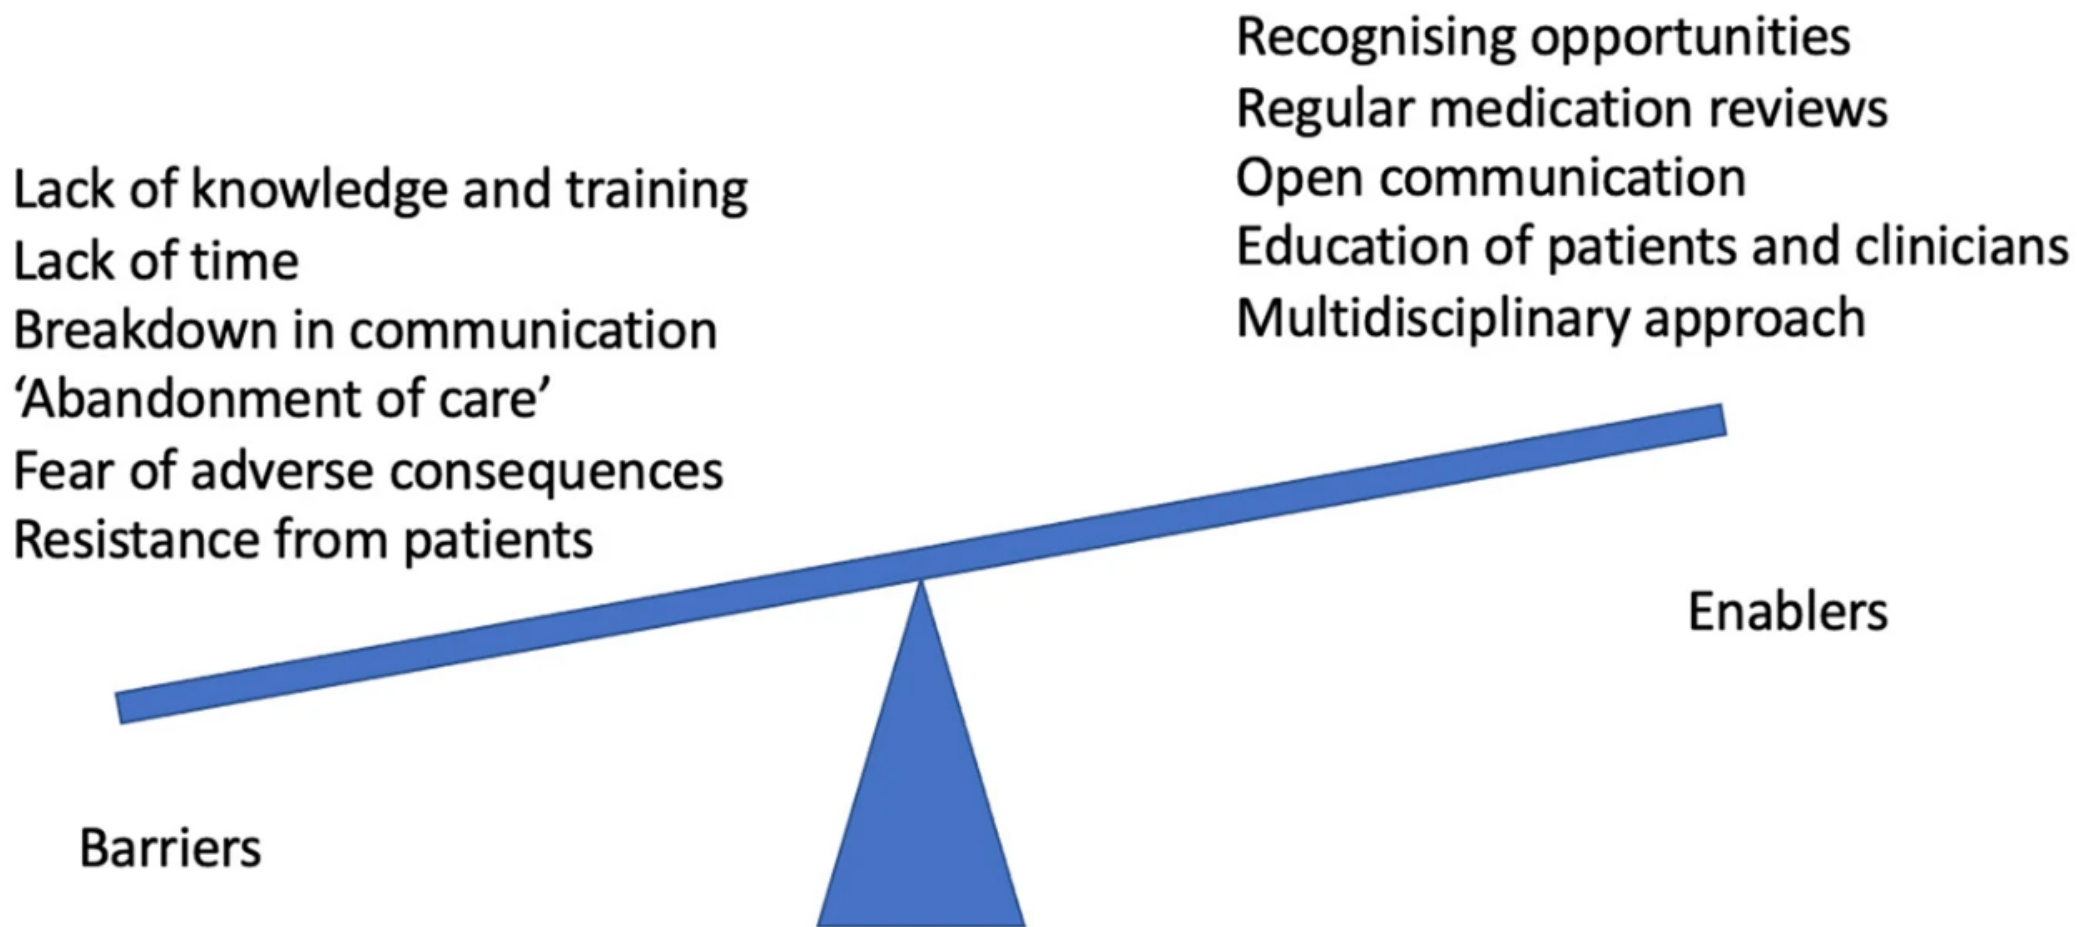 Lack of knowledge and training
Lack of time
Breakdown in communication
‘Abandonment of care’
Fear of adverse consequences
Resistance from patients
Barriers
Recognising opportunities
Regular medication reviews
Open communication
Education of patients and clinicians
Multidisciplinary approach
Enablers